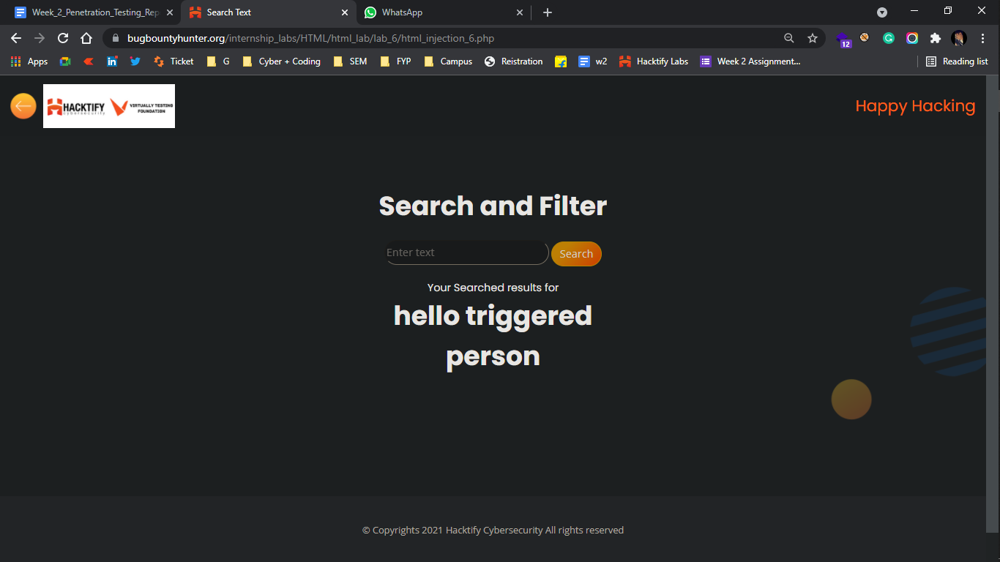 Week_2_Penetration_Testing_Rep
Search Text
WhatsApp
bugbountyhunter.org/internship_labs/HTML/html_lab/lab_6/html_injection_6.php
12
Apps
Ticket
G
Cyber + Coding
SEM
FYP
Campus
Reistration
w2
Hacktify Labs
Week 2 Assignment...
Reading list
HACKTIFY
cybersecurity
VIRTUALLY TESTING
FOUNDATION
Happy Hacking
Search and Filter
Enter text
Search
Your Searched results for
hello triggered
person
© Copyrights 2021 Hacktify Cybersecurity All rights reserved